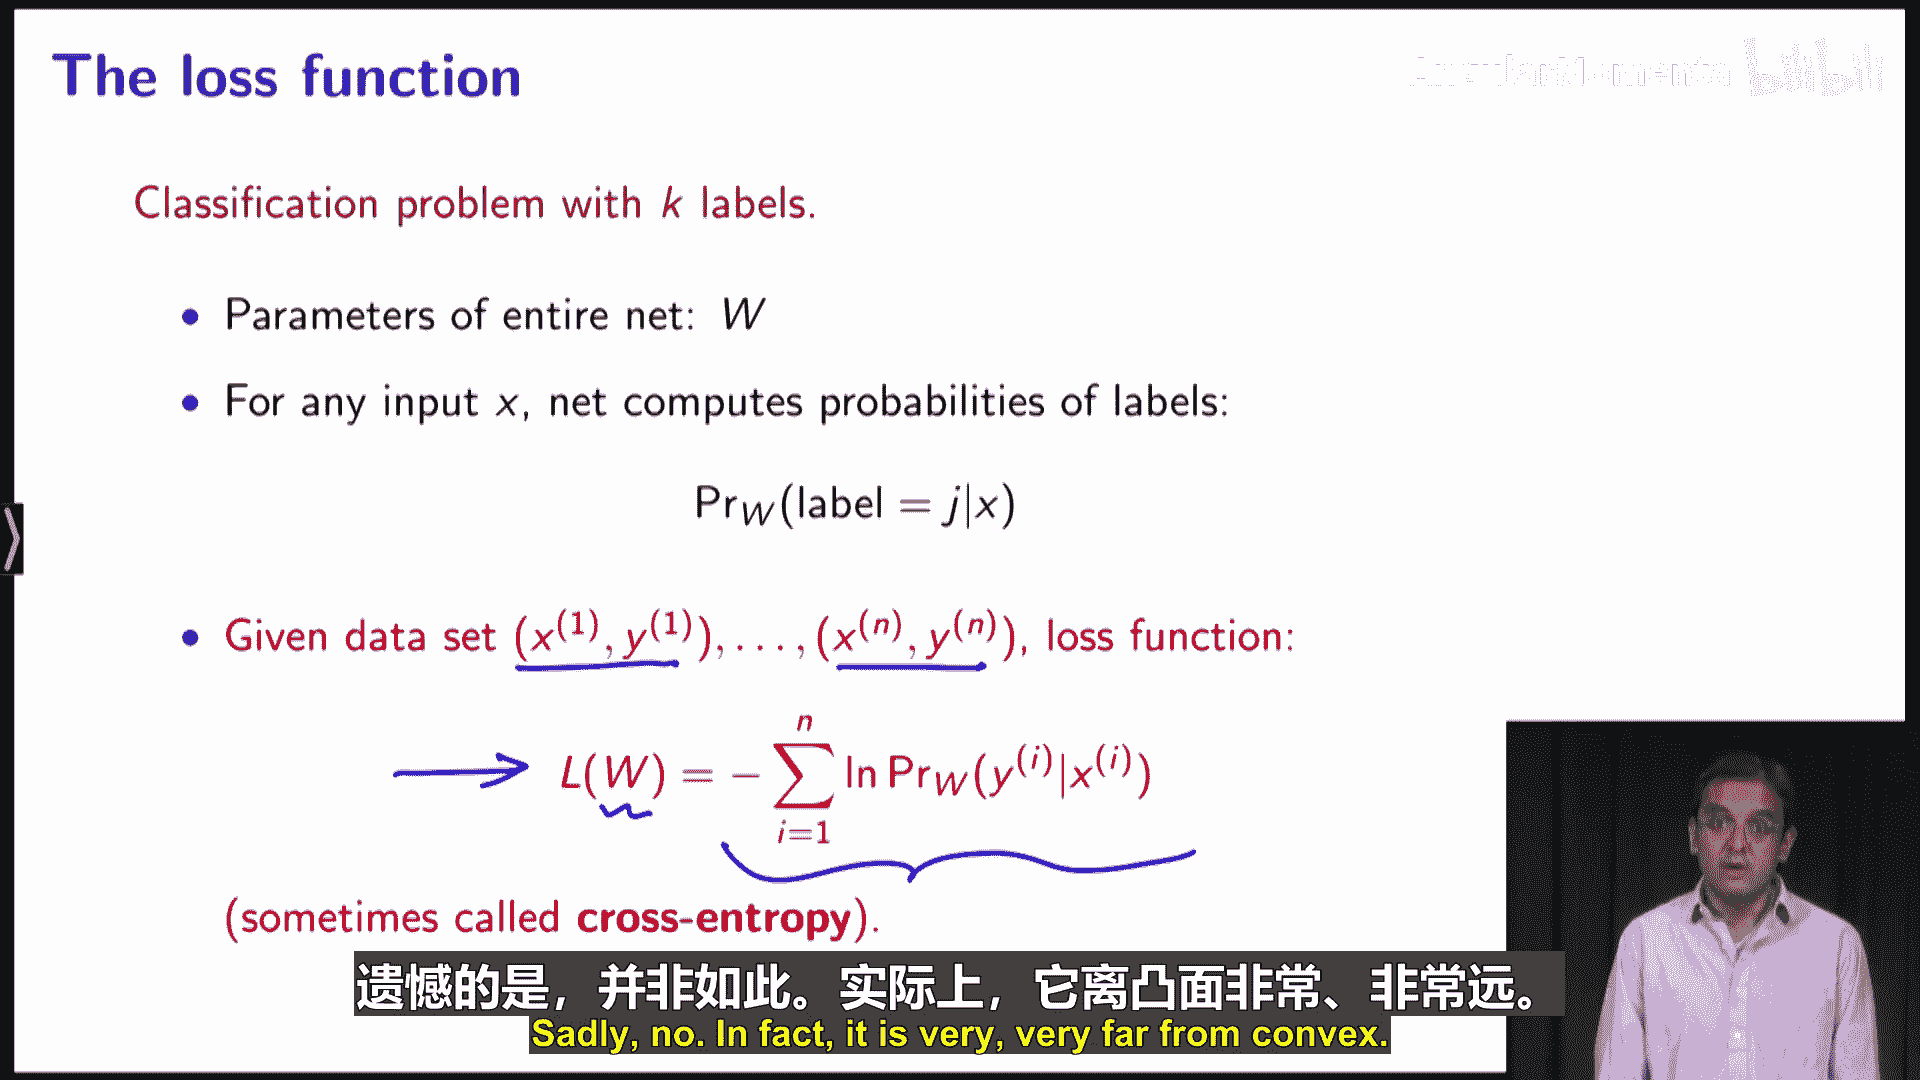 The loss function
Classification problem with k labels.
• Parameters of entire net: W
• For any input x, net computes probabilities of labels:
Pr_W(label = j|x)
• Given data set (x^(1), y^(1)), . . . , (x^(n), y^(n)), loss function:
L(W) = − ∑_{i=1}^{n} ln Pr_W(y^(i)|x^(i))
(sometimes called cross-entropy).
遗憾的是，并非如此。实际上，它离凸面非常、非常远。
Sadly, no. In fact, it is very, very far from convex.